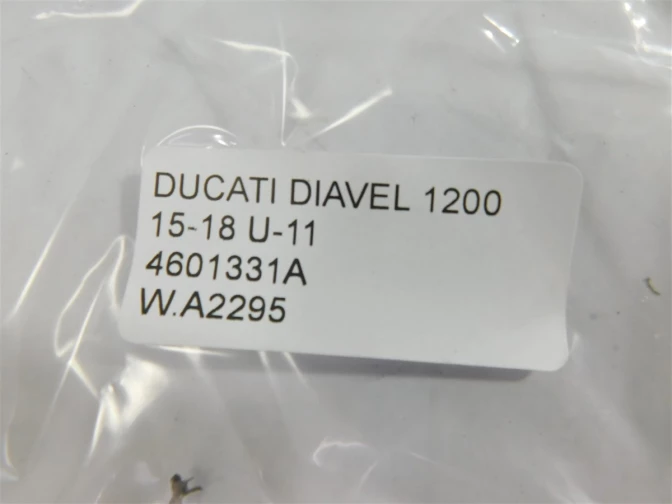 DUCATI DIAVEL 1200
15-18 U-11
4601331A
W.A2295